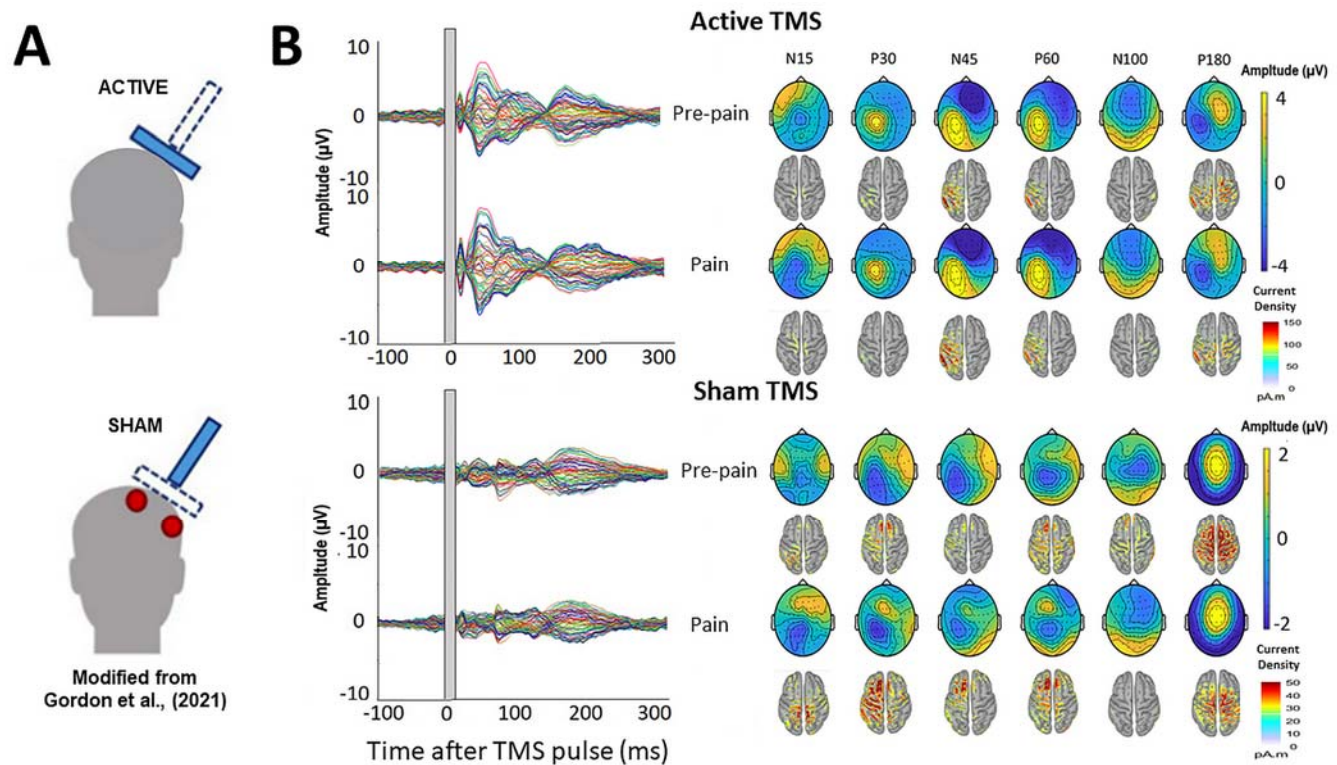 A
ACTIVE
SHAM
Modified from
Gordon et al., (2021)
B
Active TMS
Amplitude (µV)
10
0
-10
10
0
-10
-100 0 100 200 300
Pre-pain
Pain
N15 P30 N45 P60 N100 P180
Ampltude (µV)
4
0
-4
Current
Density
150
100
50
0
pA.m
Sham TMS
Ampltude (µV)
10
0
-10
10
0
-10
-100 0 100 200 300
Time after TMS pulse (ms)
Pre-pain
Pain
Ampltude (µV)
2
0
-2
Current
Density
50
40
30
20
10
0
pA.m